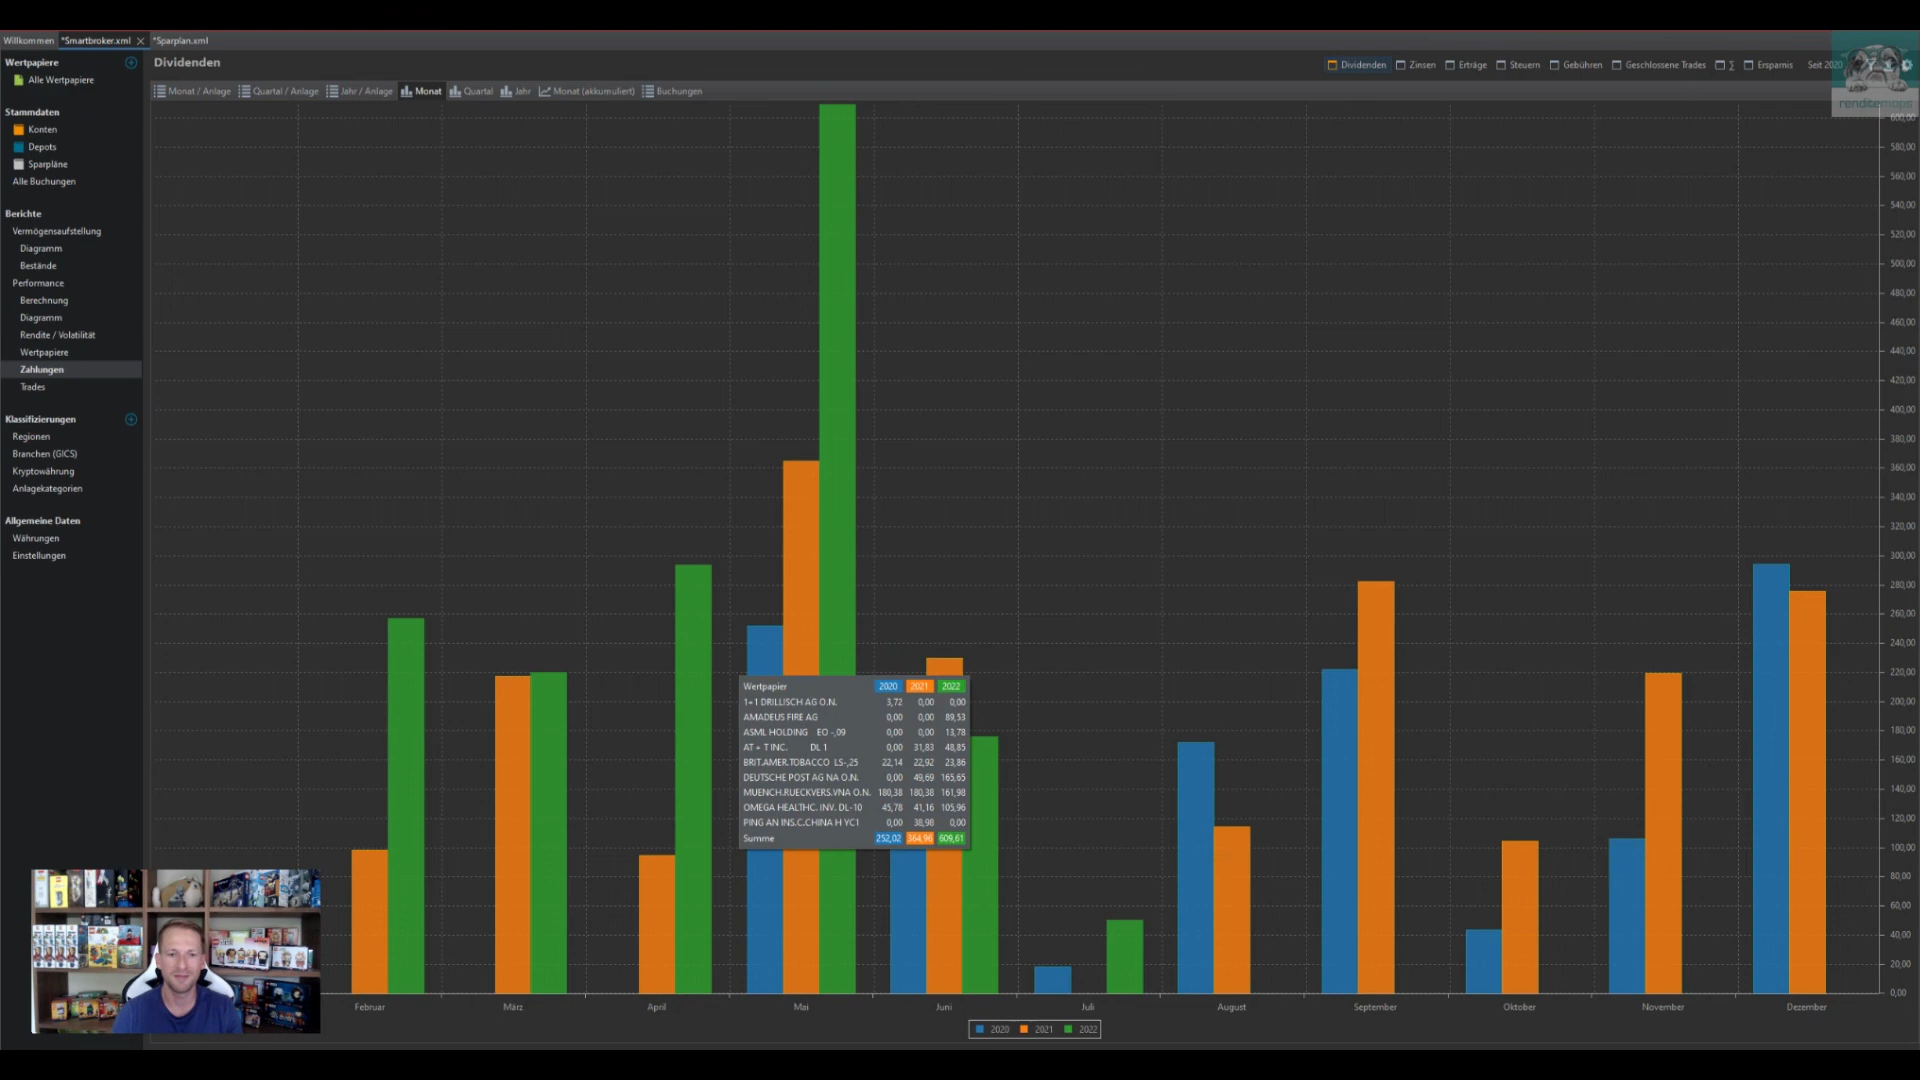 Willkommen *Smartbroker.xml *Sparplan.xml
Wertpapiere
Alle Wertpapiere
Stammdaten
Konten
Depots
Sparpläne
Alle Buchungen
Berichte
Vermögensaufstellung
Diagramm
Bestände
Performance
Berechnung
Diagramm
Rendite / Volatilität
Wertpapiere
Zahlungen
Trades
Klassifizierungen
Regionen
Branchen (GICS)
Kryptowährung
Anlagekategorien
Allgemeine Daten
Währungen
Einstellungen
Dividenden
Dividenden Zinsen Erträge Steuern Gebühren Geschlossene Trades ∑ Ersparnis Seit 2020
renditemops
Monat / Anlage Quartal / Anlage Jahr / Anlage Monat Quartal Jahr Monat (akkumuliert) Buchungen
600,00
580,00
560,00
540,00
520,00
500,00
480,00
460,00
440,00
420,00
400,00
380,00
360,00
340,00
320,00
300,00
280,00
260,00
240,00
220,00
200,00
180,00
160,00
140,00
120,00
100,00
80,00
60,00
40,00
20,00
0,00
Wertpapier 2020 2021 2022
1+1 DRILLISCH AG O.N. 3,72 0,00 0,00
AMADEUS FIRE AG 0,00 0,00 89,53
ASML HOLDING EO -,09 0,00 0,00 13,78
AT + T INC. DL 1 0,00 31,83 48,85
BRIT.AMER.TOBACCO LS-,25 22,14 22,92 23,86
DEUTSCHE POST AG NA O.N. 0,00 49,69 165,65
MUENCH.RUECKVERS.VNA O.N. 180,38 180,38 161,98
OMEGA HEALTHC. INV. DL-10 45,78 41,16 105,96
PING AN INS.C.CHINA H YC1 0,00 38,98 0,00
Summe 252,02 364,96 609,61
Februar März April Mai Juni Juli August September Oktober November Dezember
2020 2021 2022